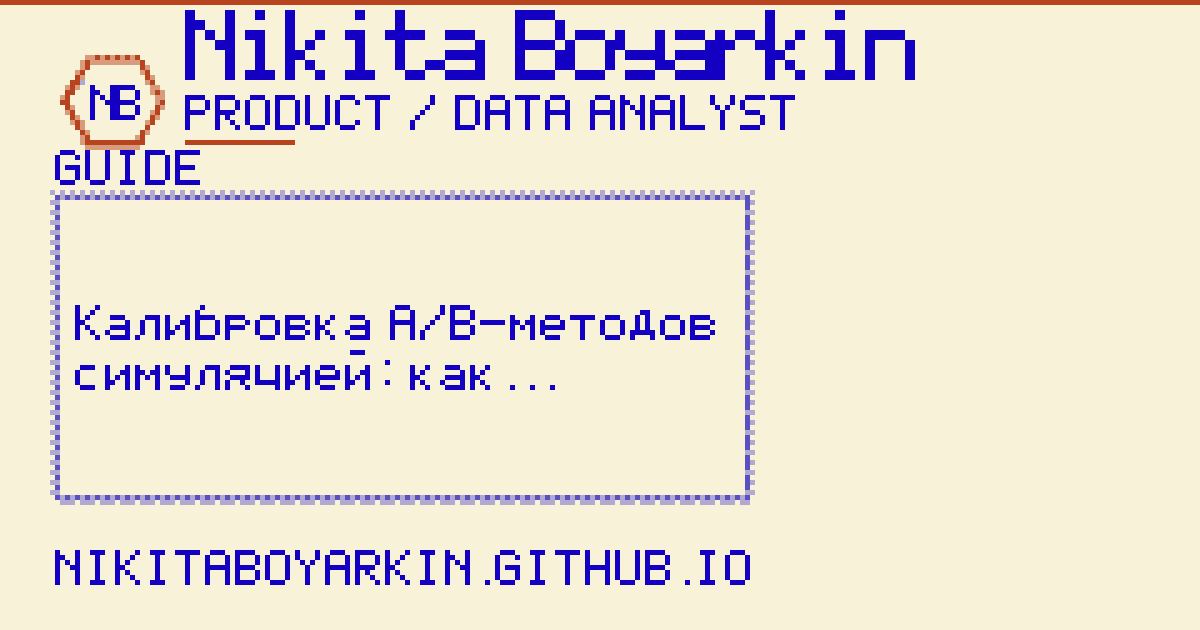 Nikita Boyarkin
NB
PRODUCT / DATA ANALYST
GUIDE
Калибровка A/B-методов
симуляцией: как ...
NIKITABOYARKIN.GITHUB.IO